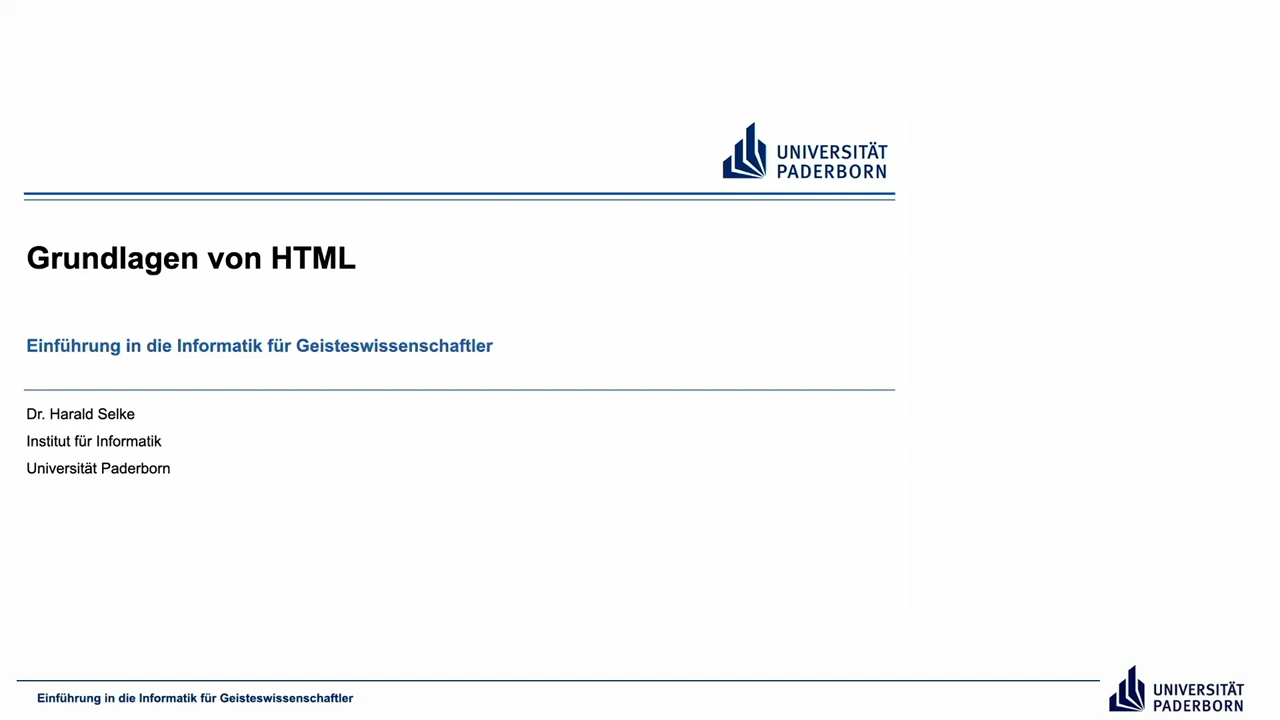 UNIVERSITÄT
PADERBORN
Grundlagen von HTML
Einführung in die Informatik für Geisteswissenschaftler
Dr. Harald Selke
Institut für Informatik
Universität Paderborn
Einführung in die Informatik für Geisteswissenschaftler
UNIVERSITÄT
PADERBORN